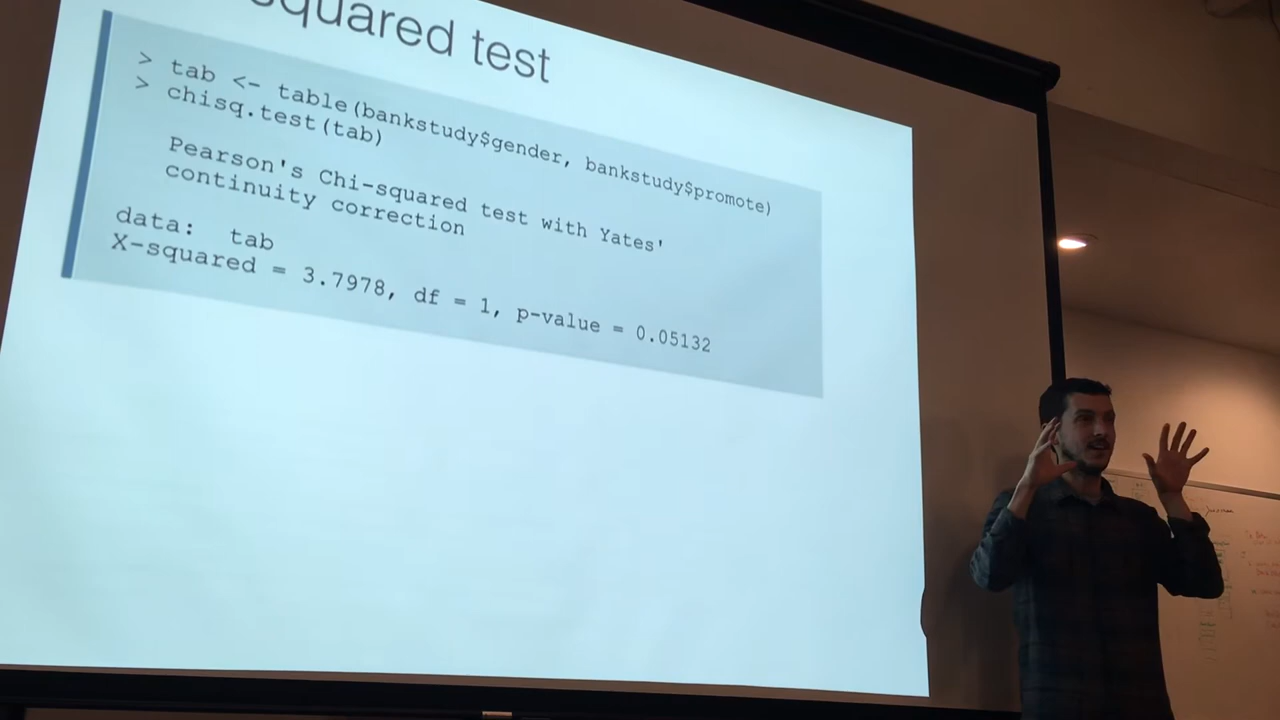 squared test
> tab <- table(bankstudy$gender, bankstudy$promote)
> chisq.test(tab)
Pearson's Chi-squared test with Yates'
continuity correction
data: tab
X-squared = 3.7978, df = 1, p-value = 0.05132